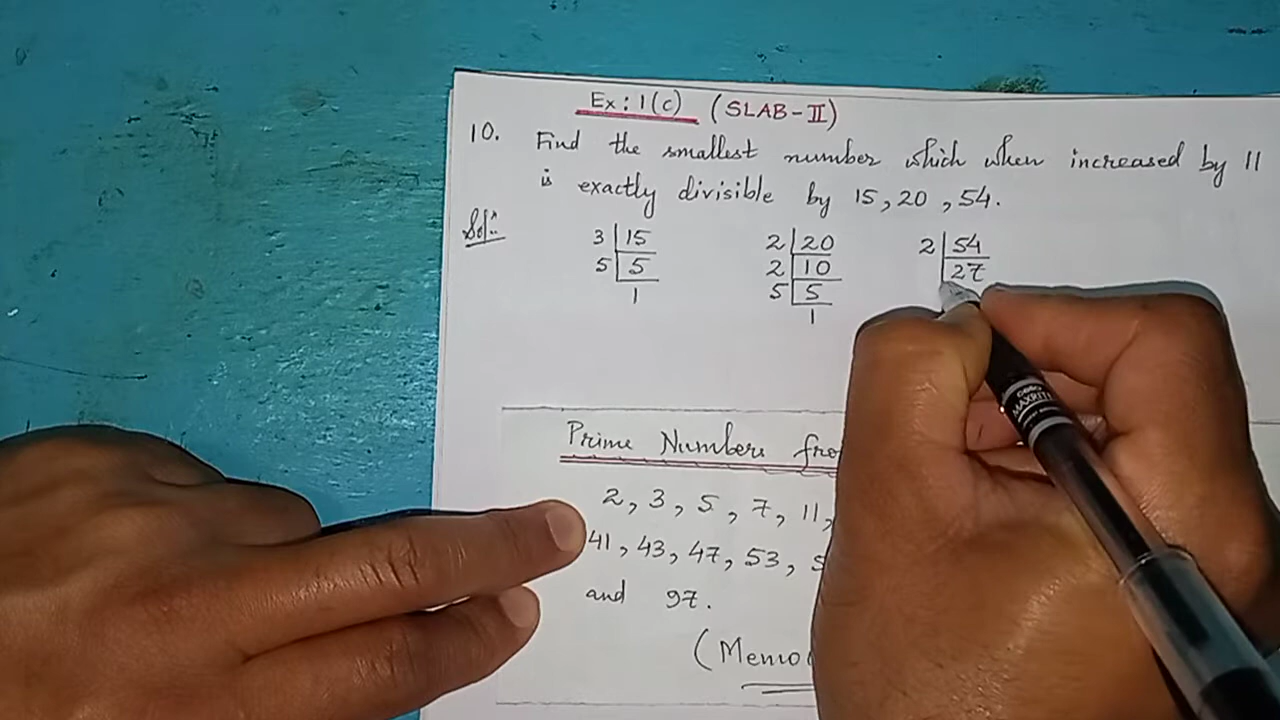 Ex: 1(c) (SLAB-II)
10. Find the smallest number which when increased by 11
is exactly divisible by 15, 20, 54.
Sol^n:
3 | 15
5 | 5
1
2 | 20
2 | 10
5 | 5
1
2 | 54
27
Prime Numbers
2, 3, 5, 7, 11,
41, 43, 47, 53,
and 97.
MAXRITE